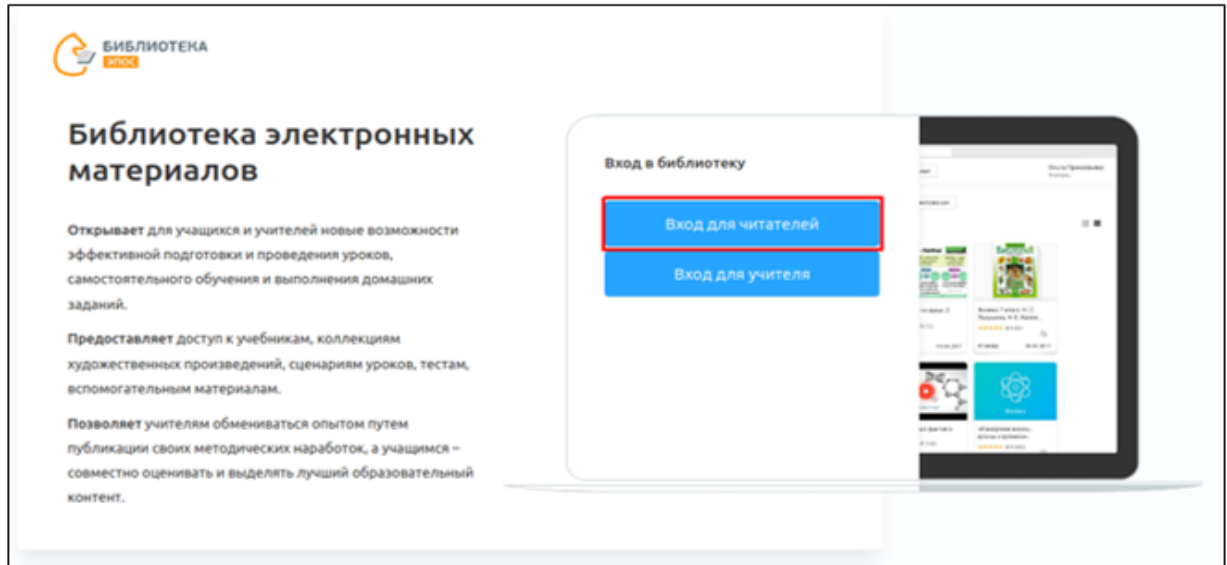 БИБЛИОТЕКА
ЭПОС
Библиотека электронных
материалов
Открывает для учащихся и учителей новые возможности
эффективной подготовки и проведения уроков,
самостоятельного обучения и выполнения домашних
заданий.
Предоставляет доступ к учебникам, коллекциям
художественных произведений, сценариям уроков, тестам,
вспомогательным материалам.
Позволяет учителям обмениваться опытом путем
публикации своих методических наработок, а учащимся –
совместно оценивать и выделять лучший образовательный
контент.
Вход в библиотеку
Вход для читателей
Вход для учителя